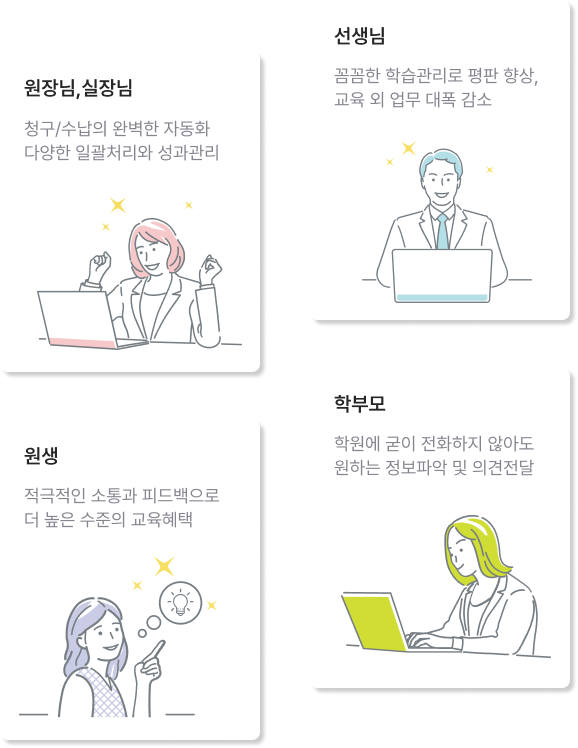 원장님,실장님
청구/수납의 완벽한 자동화
다양한 일괄처리와 성과관리
선생님
꼼꼼한 학습관리로 평판 향상,
교육 외 업무 대폭 감소
원생
적극적인 소통과 피드백으로
더 높은 수준의 교육혜택
학부모
학원에 굳이 전화하지 않아도
원하는 정보파악 및 의견전달